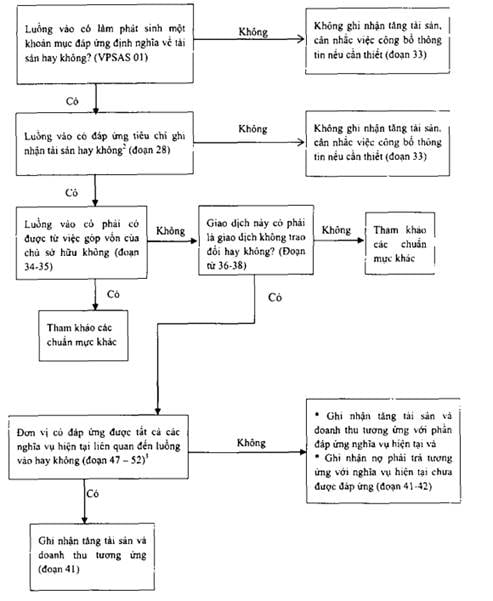 Luồng vào có làm phát sinh một
khoản mục đáp ứng định nghĩa về tài
sản hay không? (VPSAS 01)
Không
Không ghi nhận tăng tài sản,
cân nhắc việc công bố thông
tin nếu cần thiết (đoạn 33)
Có
Luồng vào có đáp ứng tiêu chí ghi
nhận tài sản hay không² (đoạn 28)
Không
Không ghi nhận tăng tài sản,
cân nhắc việc công bố thông
tin nếu cần thiết (đoạn 33)
Có
Luồng vào có phải có
được từ việc góp vốn của
chủ sở hữu không (đoạn
34-35)
Không
Giao dịch này có phải
là giao dịch không trao
đổi hay không? (Đoạn
từ 36-38)
Không
Tham khảo
các chuẩn
mực khác
Có
Có
Tham khảo các
chuẩn mực khác
Đơn vị có đáp ứng được tất cả các
nghĩa vụ hiện tại liên quan đến luồng
vào hay không (đoạn 47 – 52)³
Không
* Ghi nhận tăng tài sản và
doanh thu tương ứng với phần
đáp ứng nghĩa vụ hiện tại và
* Ghi nhận nợ phải trả tương
ứng với nghĩa vụ hiện tại chưa
được đáp ứng (đoạn 41-42)
Có
Ghi nhận tăng tài sản và
doanh thu tương ứng
(đoạn 41)